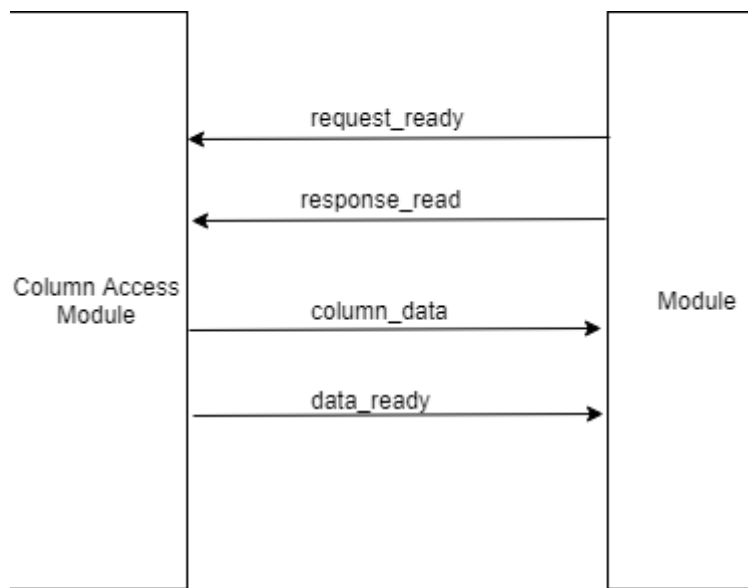 request_ready
response_read
Column Access
Module
column_data
Module
data_ready